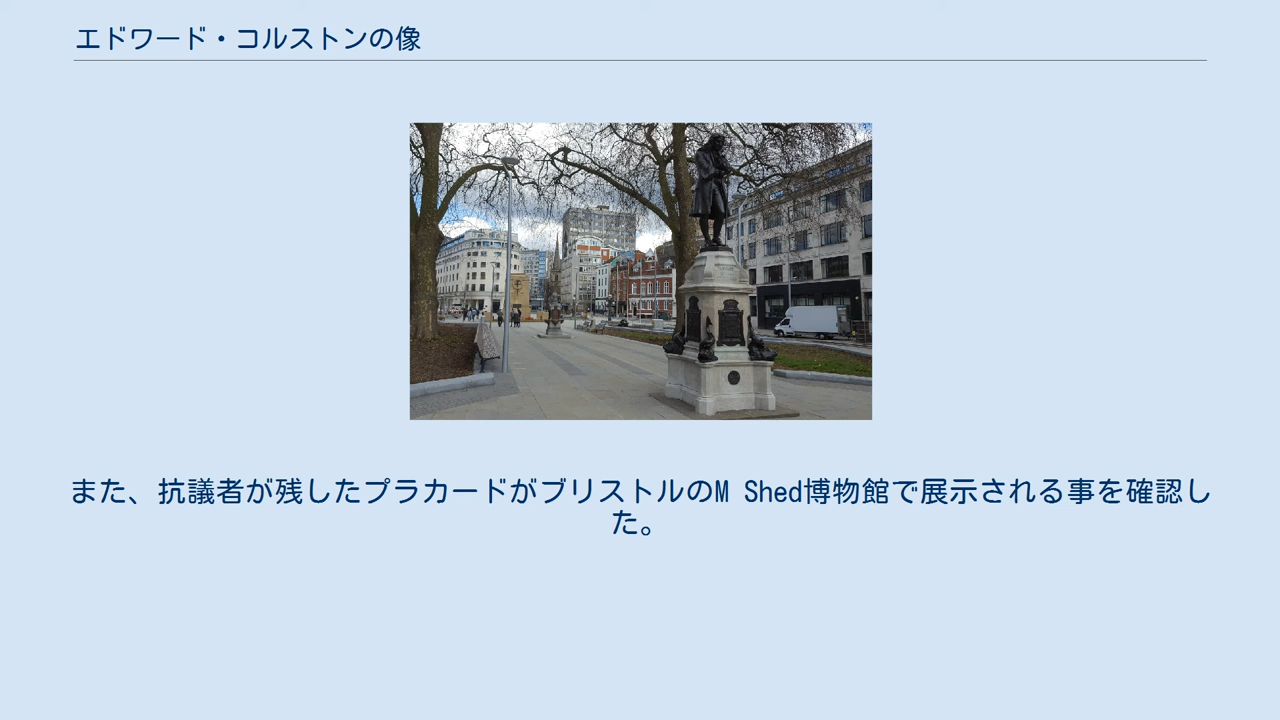 エドワード・コルストンの像
また、抗議者が残したプラカードがブリストルのM Shed博物館で展示される事を確認し
た。